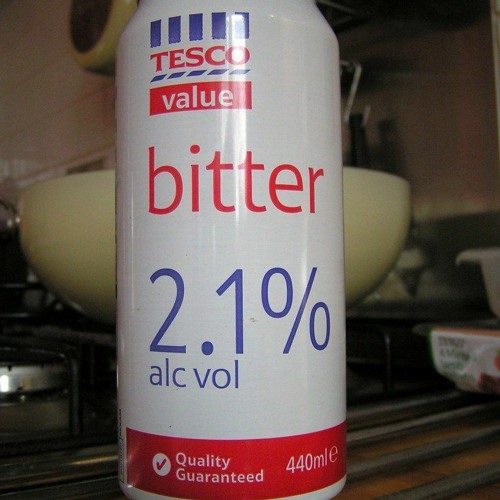 TESCO
value
bitter
2.1%
alc vol
Quality
Guaranteed
440ml e